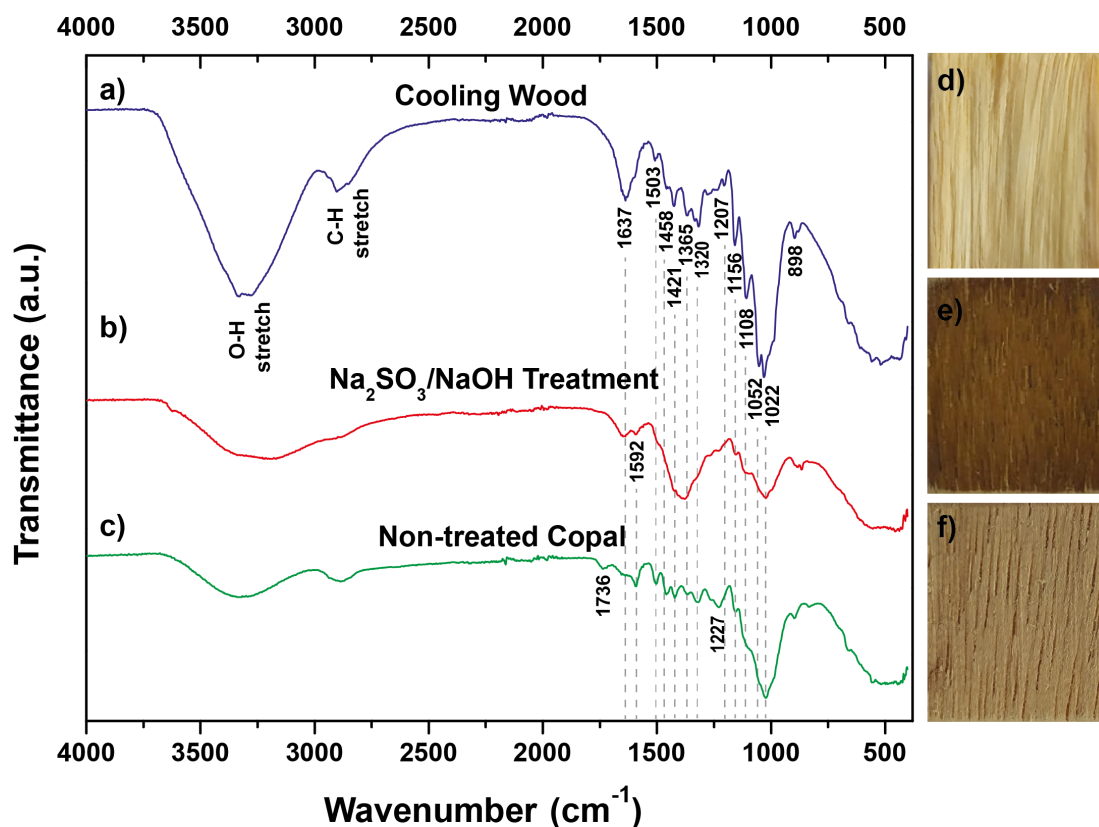 4000 3500 3000 2500 2000 1500 1000 500
a)
Cooling Wood
O-H
stretch
C-H
stretch
1637
1503
1458
1421
1365
1320
1207
1156
1108
1052
1022
898
b)
Na₂SO₃/NaOH Treatment
1592
c)
Non-treated Copal
1736
1227
4000 3500 3000 2500 2000 1500 1000 500
Wavenumber (cm⁻¹)
Transmittance (a.u.)
d)
e)
f)